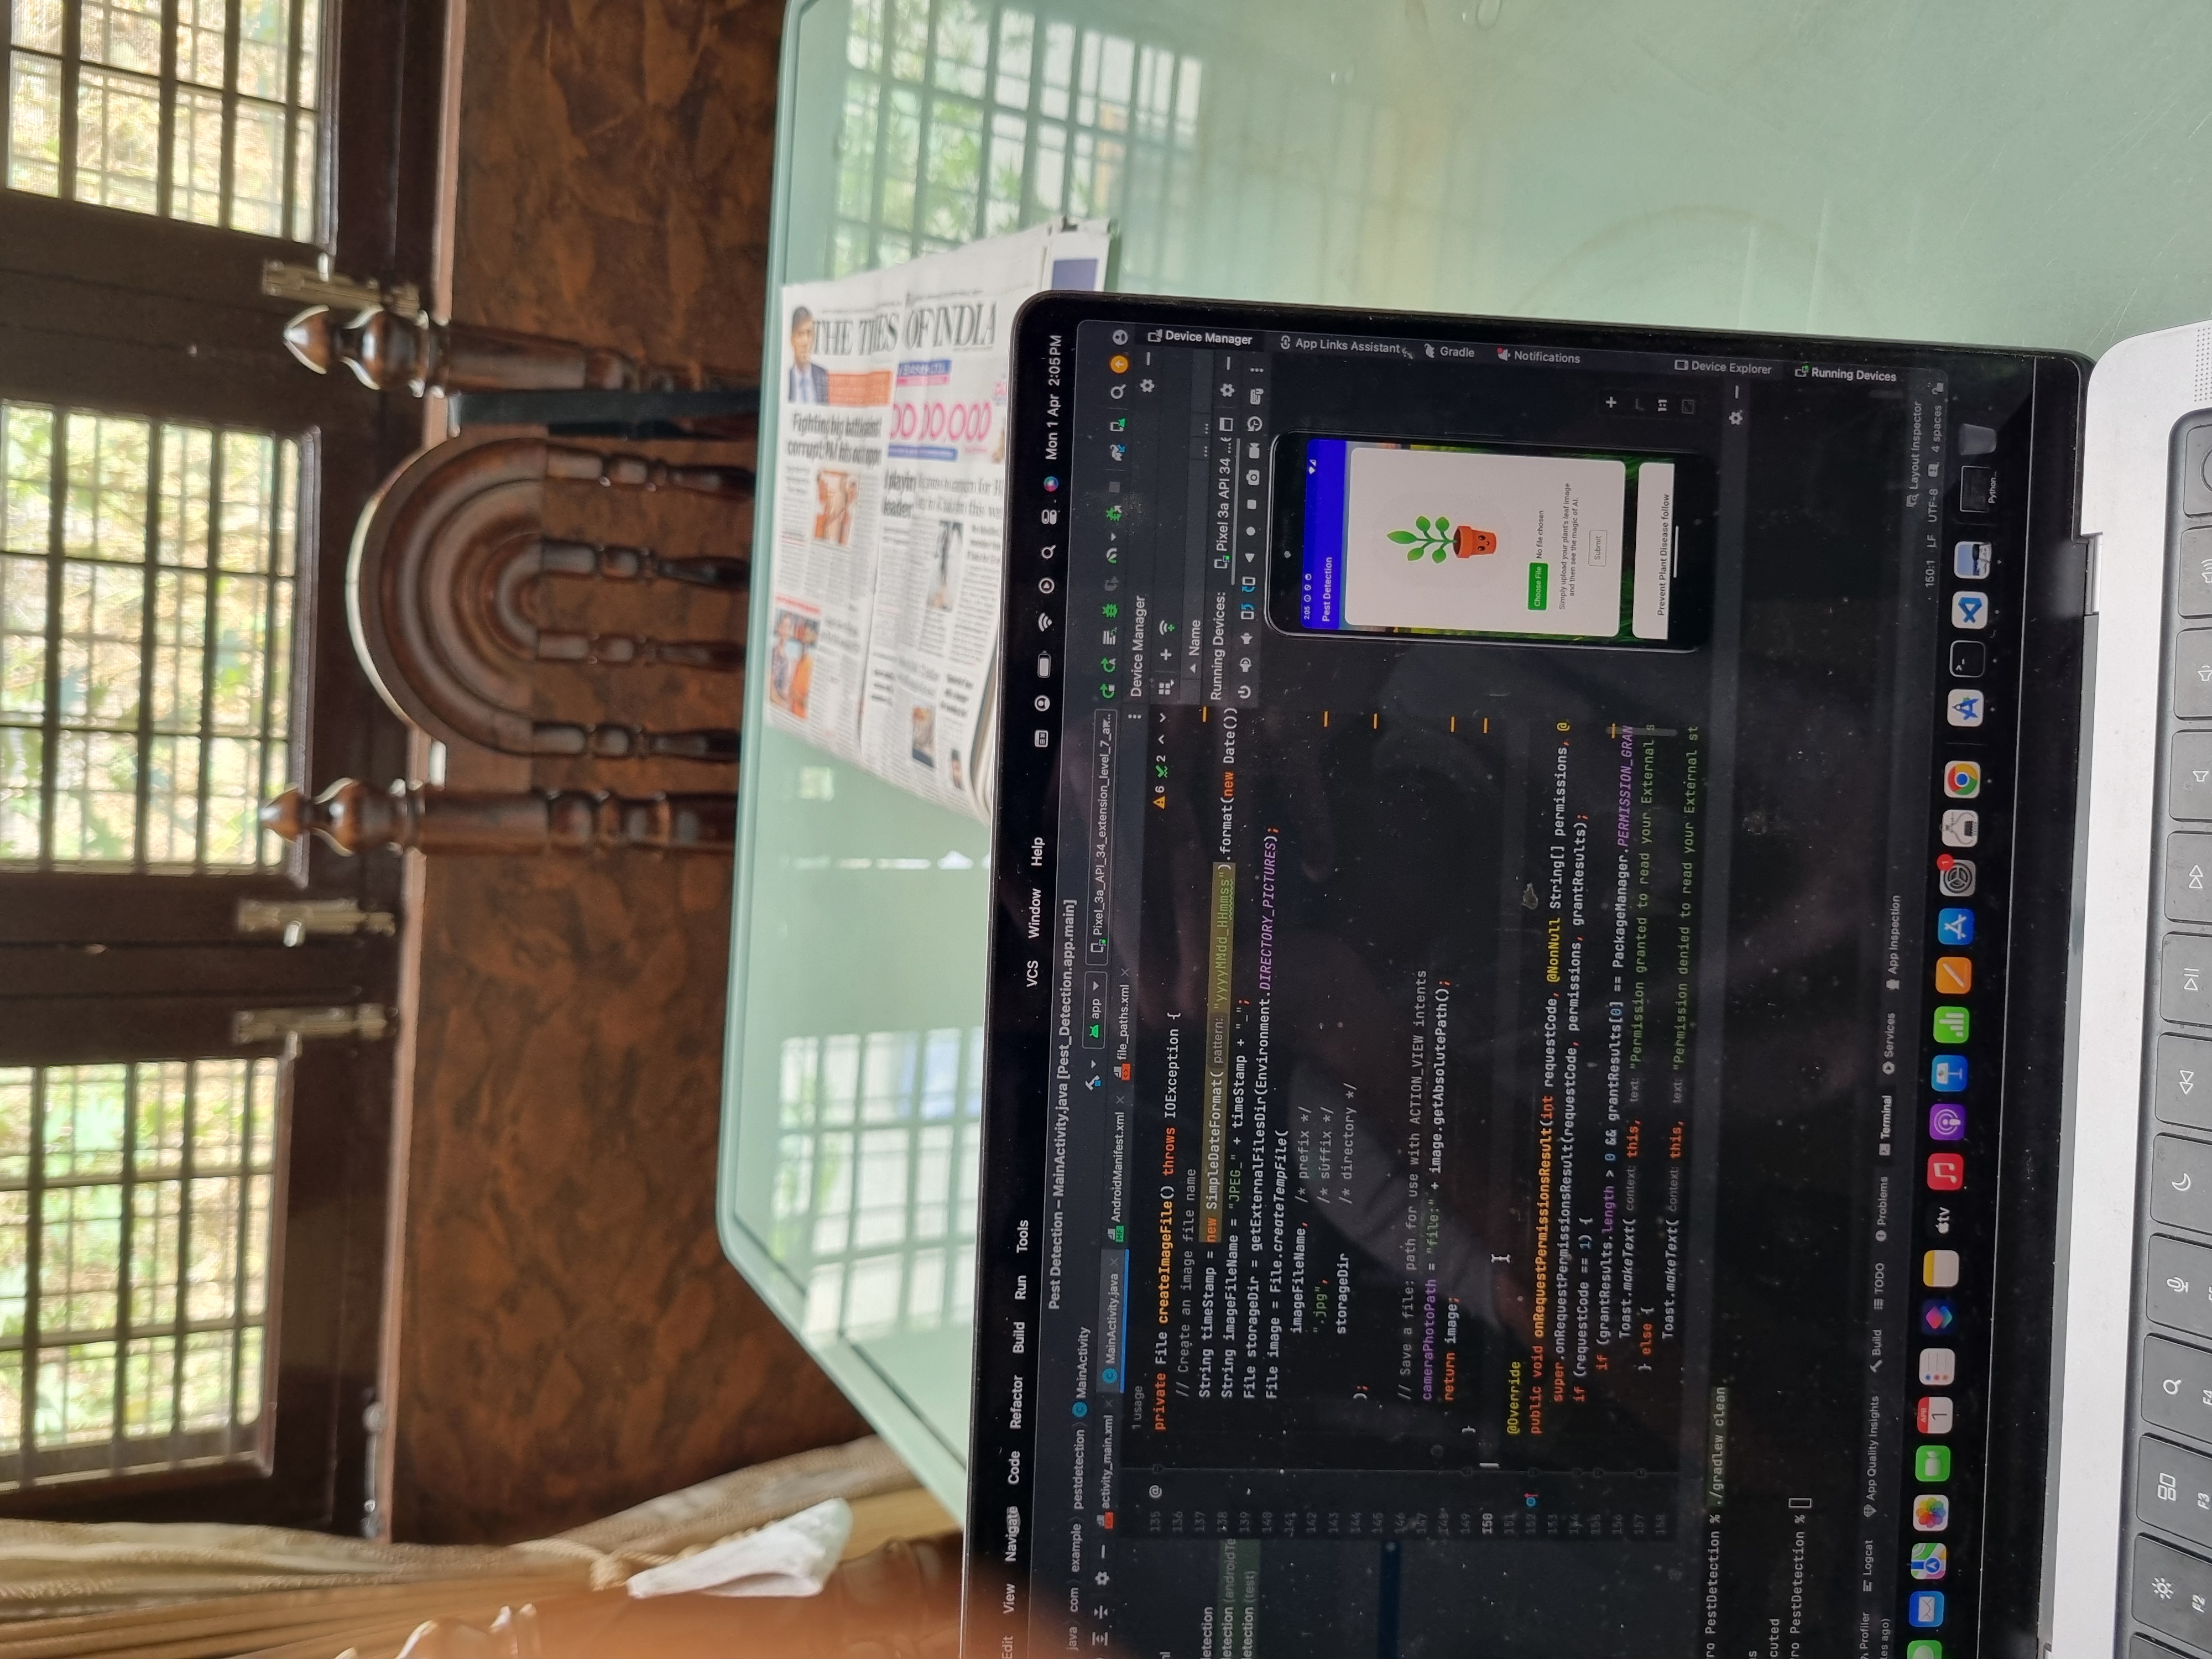 THE TIMES OF INDIA
Edit View Navigate Code Refactor Build Run Tools VCS Window Help Mon 1 Apr 2:05 PM
Pest Detection – MainActivity.java [Pest_Detection.app.main]
java com example pestdetection MainActivity
app Pixel_3a_API_34_extension_level_7_ar...
activity_main.xml MainActivity.java AndroidManifest.xml file_paths.xml
Device Manager
1 usage
135 @ private File createImageFile() throws IOException { 6 2
136 // Create an image file name
137 String timeStamp = new SimpleDateFormat( pattern: "yyyyMMdd_HHmmss").format(new Date())
138 String imageFileName = "JPEG_" + timeStamp + "_";
139 File storageDir = getExternalFilesDir(Environment.DIRECTORY_PICTURES);
140 File image = File.createTempFile(
141 imageFileName, /* prefix */
142 ".jpg", /* suffix */
143 storageDir /* directory */
144 );
145
146 // Save a file: path for use with ACTION_VIEW intents
147 cameraPhotoPath = "file:" + image.getAbsolutePath();
148 return image;
149 }
150
151 @Override
152 public void onRequestPermissionsResult(int requestCode, @NonNull String[] permissions, @
153 super.onRequestPermissionsResult(requestCode, permissions, grantResults);
154 if (requestCode == 1) {
155 if (grantResults.length > 0 && grantResults[0] == PackageManager.PERMISSION_GRAN
156 Toast.makeText( context: this, text: "Permission granted to read your External s
157 } else {
158 Toast.makeText( context: this, text: "Permission denied to read your External st
etection
etection (androidTe
etection (test)
Name
Running Devices: Pixel 3a API 34 ...e
2:05
Pest Detection
Choose File No file chosen
Simply upload your plant's leaf image
and then see the magic of AI.
Submit
Prevent Plant Disease follow
1:1
Device Manager
App Links Assistant
Gradle
Notifications
Device Explorer
Running Devices
ro PestDetection % ./gradlew clean
s
cuted
ro PestDetection %
Profiler Logcat App Quality Insights Build TODO Problems Terminal Services App Inspection
Layout Inspector
es ago)
150:1 LF UTF-8 4 spaces
APR
1
tv
1
Python...
F2 F3 F4